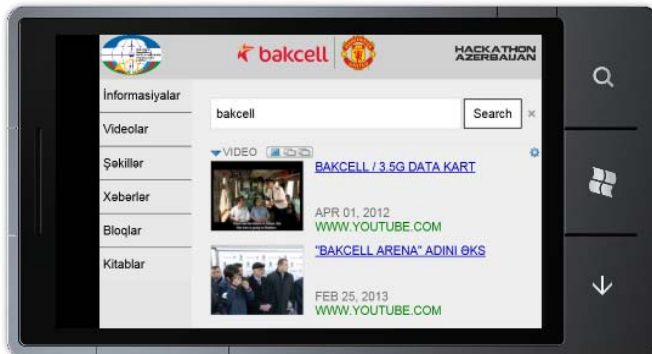 bakcell
HACKATHON
AZERBAIJAN
İnformasiyalar
Videolar
Şəkillər
Xəbərlər
Bloqlar
Kitablar
bakcell
Search ×
VIDEO
BAKCELL / 3.5G DATA KART
APR 01, 2012
WWW.YOUTUBE.COM
"BAKCELL ARENA" ADINI ƏKS
FEB 25, 2013
WWW.YOUTUBE.COM